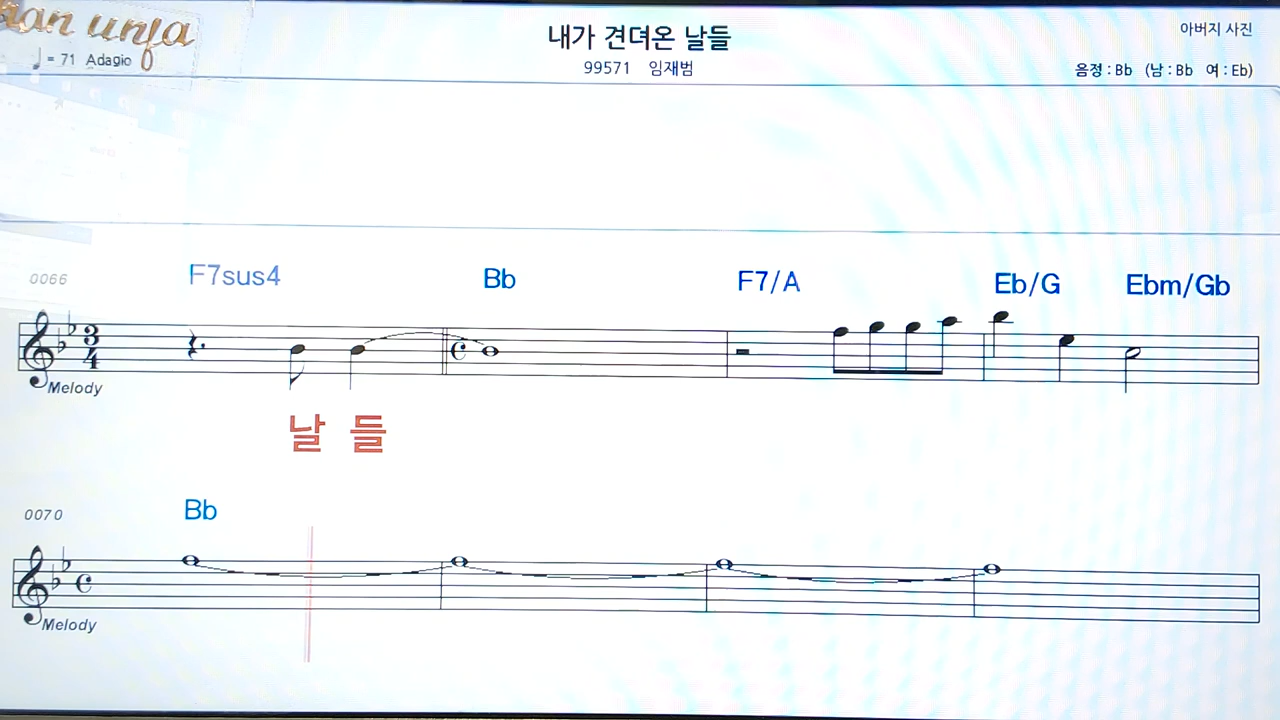 내가 견뎌온 날들
아버지 사진
♩ = 71 Adagio
99571 임재범
음정 : Bb (남 : Bb 여 : Eb)
0066
F7sus4 Bb F7/A Eb/G Ebm/Gb
3
4
Melody
날 들
0070
Bb
Melody